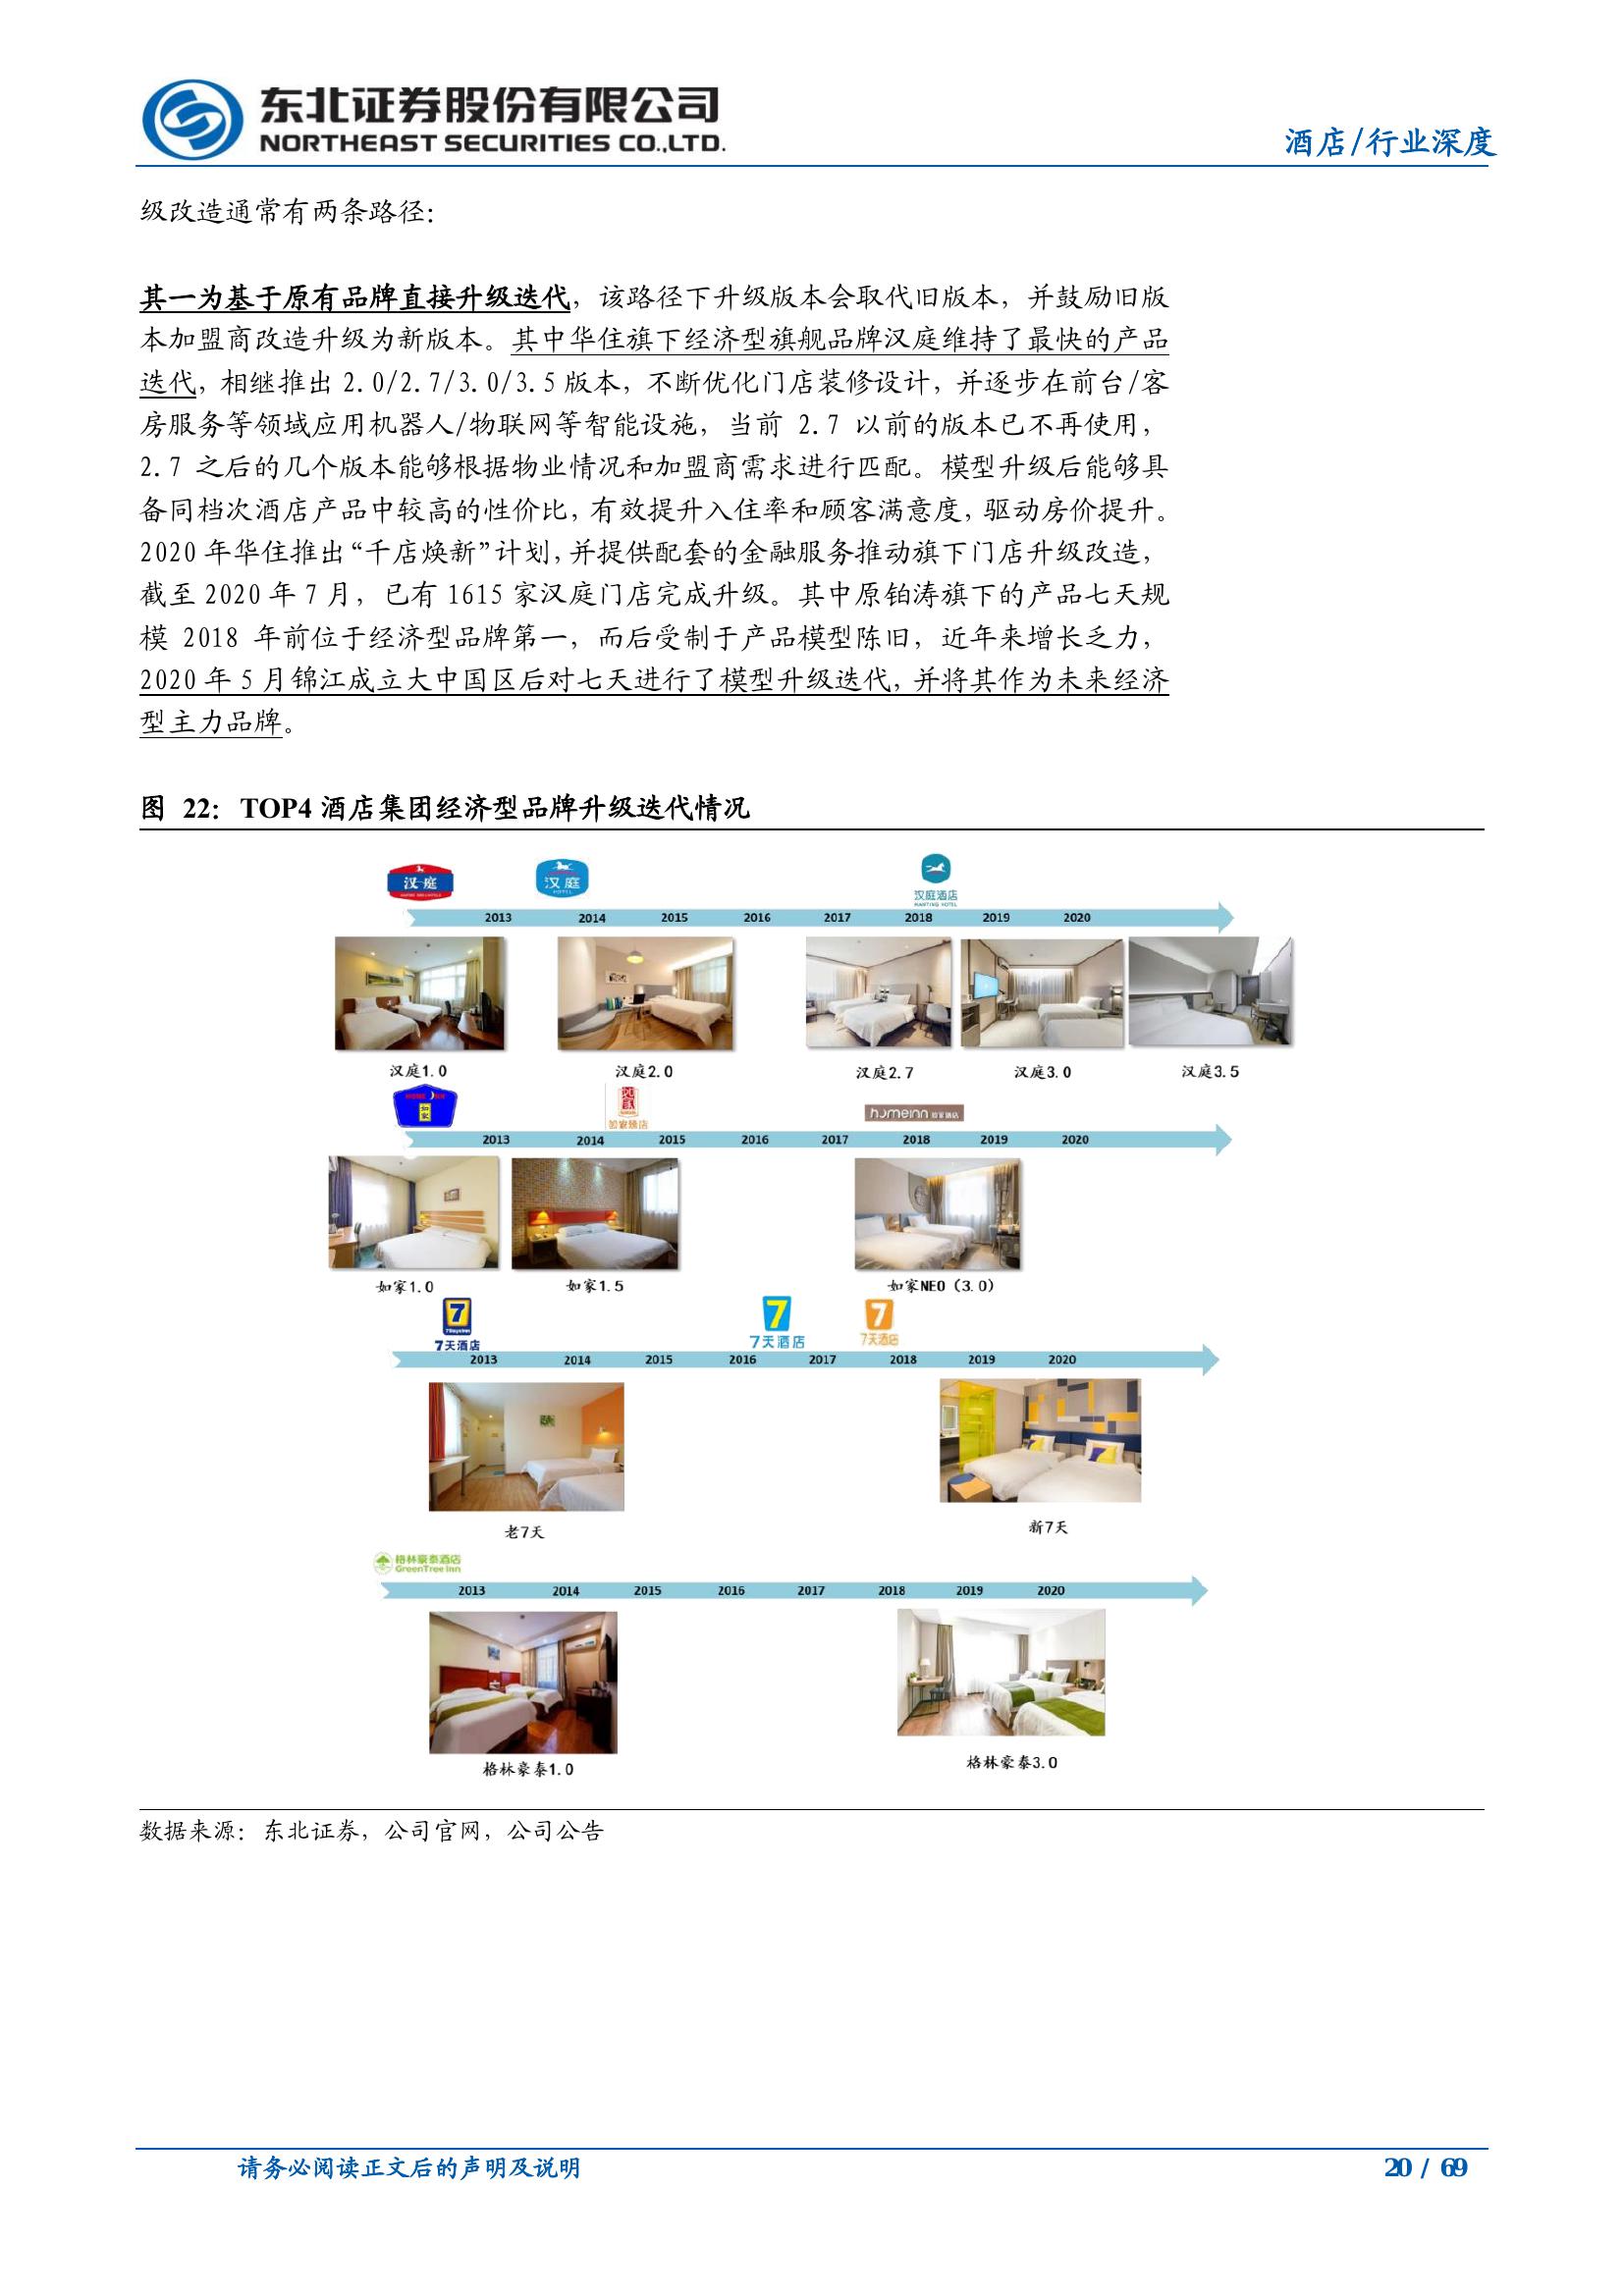 东北证券股份有限公司
NORTHEAST SECURITIES CO.,LTD.
酒店/行业深度
级改造通常有两条路径：
其一为基于原有品牌直接升级迭代，该路径下升级版本会取代旧版本，并鼓励旧版
本加盟商改造升级为新版本。其中华住旗下经济型旗舰品牌汉庭维持了最快的产品
迭代，相继推出 2.0/2.7/3.0/3.5 版本，不断优化门店装修设计，并逐步在前台/客
房服务等领域应用机器人/物联网等智能设施，当前 2.7 以前的版本已不再使用，
2.7 之后的几个版本能够根据物业情况和加盟商需求进行匹配。模型升级后能够具
备同档次酒店产品中较高的性价比，有效提升入住率和顾客满意度，驱动房价提升。
2020 年华住推出“千店焕新”计划，并提供配套的金融服务推动旗下门店升级改造，
截至 2020 年 7 月，已有 1615 家汉庭门店完成升级。其中原铂涛旗下的产品七天规
模 2018 年前位于经济型品牌第一，而后受制于产品模型陈旧，近年来增长乏力，
2020 年 5 月锦江成立大中国区后对七天进行了模型升级迭代，并将其作为未来经济
型主力品牌。
图 22：TOP4 酒店集团经济型品牌升级迭代情况
汉庭 汉庭 HOTEL 汉庭酒店
HANTING HOTEL
2013 2014 2015 2016 2017 2018 2019 2020
汉庭1.0 汉庭2.0 汉庭2.7 汉庭3.0 汉庭3.5
如家 homeinn
2013 2014 2015 2016 2017 2018 2019 2020
如家1.0 如家1.5 如家NEO（3.0）
7 7 7
7天酒店 7天酒店 7天酒店
2013 2014 2015 2016 2017 2018 2019 2020
老7天 新7天
格林豪泰酒店
GreenTree Inn
2013 2014 2015 2016 2017 2018 2019 2020
格林豪泰1.0 格林豪泰3.0
数据来源：东北证券，公司官网，公司公告
请务必阅读正文后的声明及说明 20 / 69